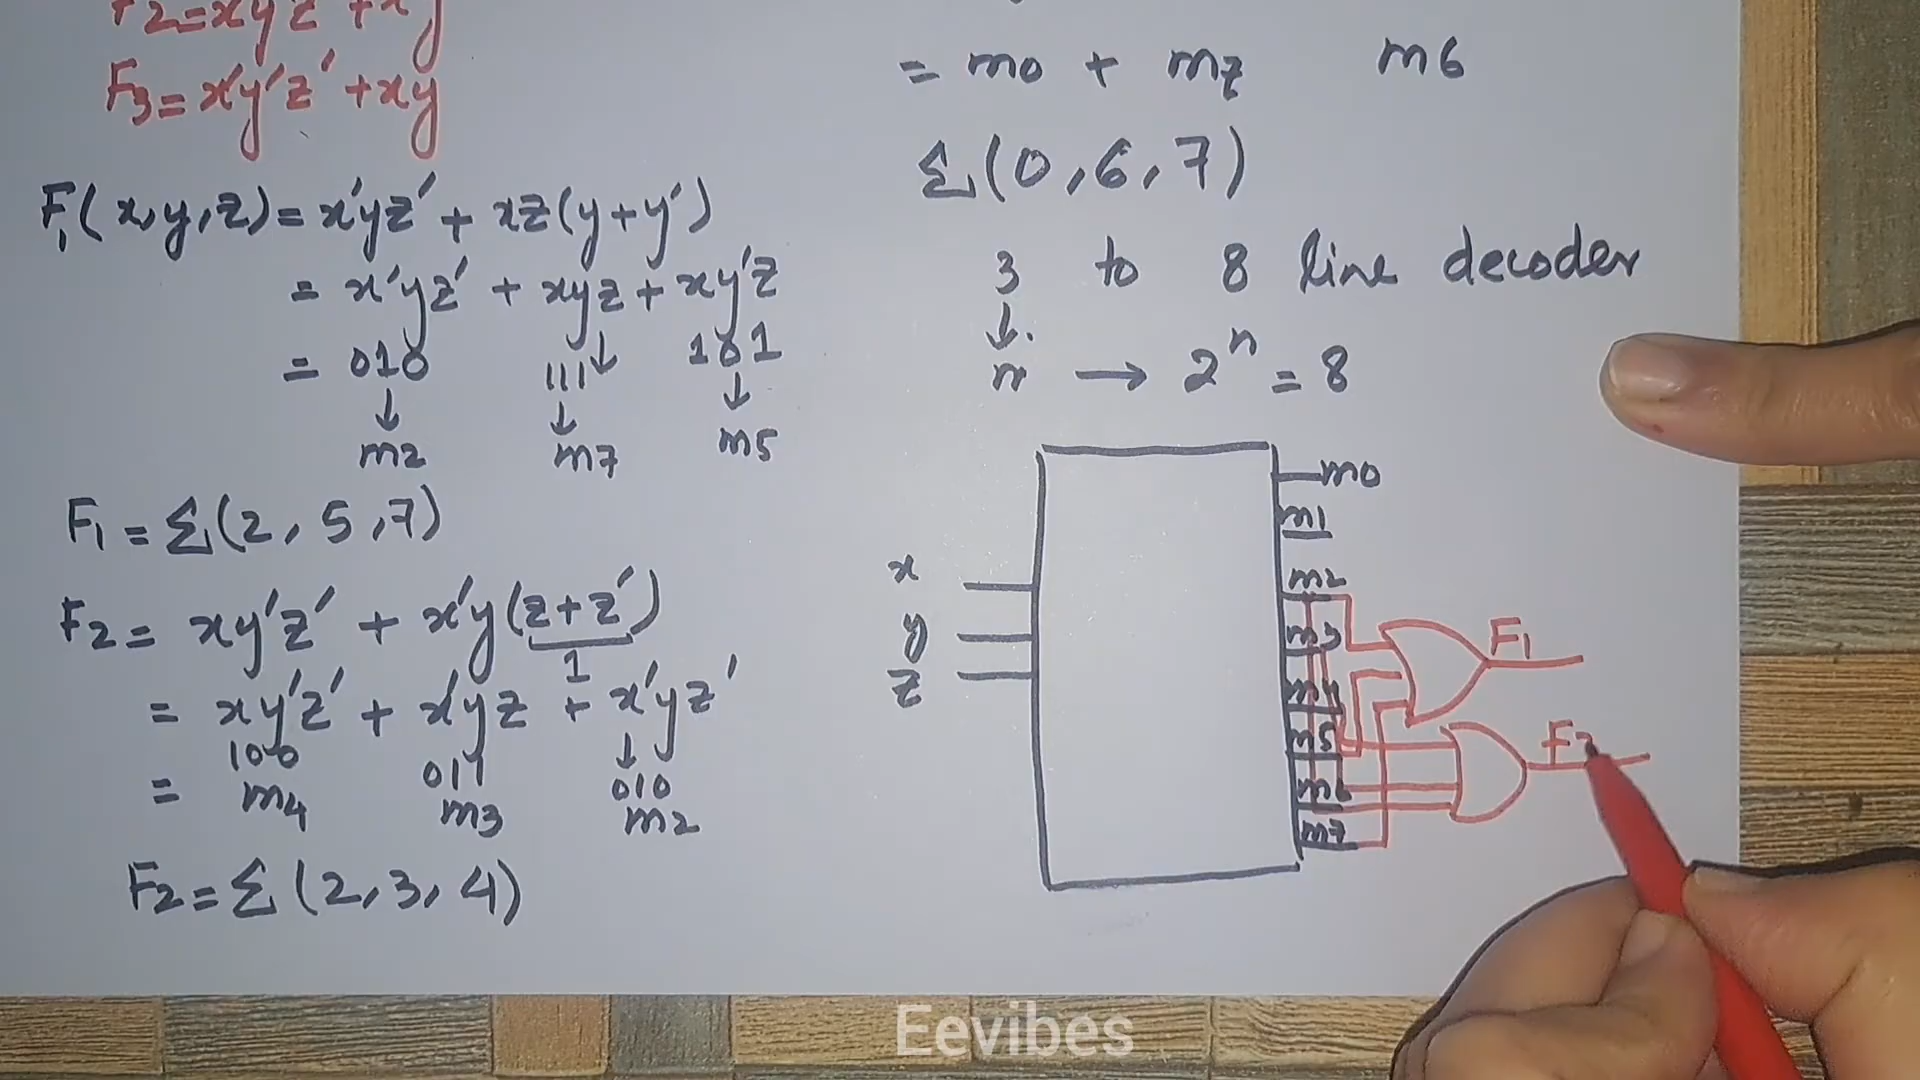 F2=xy'z'+x'y
F3=x'y'z'+xy
F1(x,y,z)=x'yz'+xz(y+y')
=x'yz'+xyz+xy'z
=010 111 101
m2 m7 m5
F1=Σ(2,5,7)
F2=xy'z'+x'y(z+z')
1
=xy'z'+x'yz+x'yz'
100 011 010
=m4 m3 m2
F2=Σ(2,3,4)
=m0+m7 m6
Σ(0,6,7)
3 to 8 line decoder
n→2ⁿ=8
m0
m1
x
m2
y
m3
F1
z
m4
m5
F2
m6
m7
Eevibes